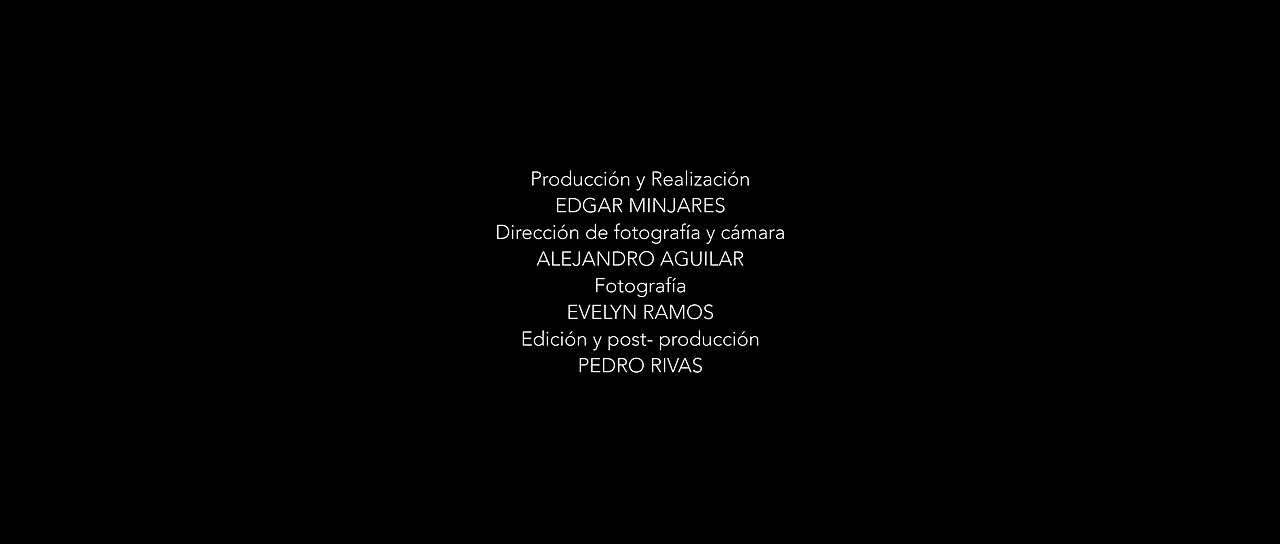 Producción y Realización
EDGAR MINJARES
Dirección de fotografía y cámara
ALEJANDRO AGUILAR
Fotografía
EVELYN RAMOS
Edición y post- producción
PEDRO RIVAS